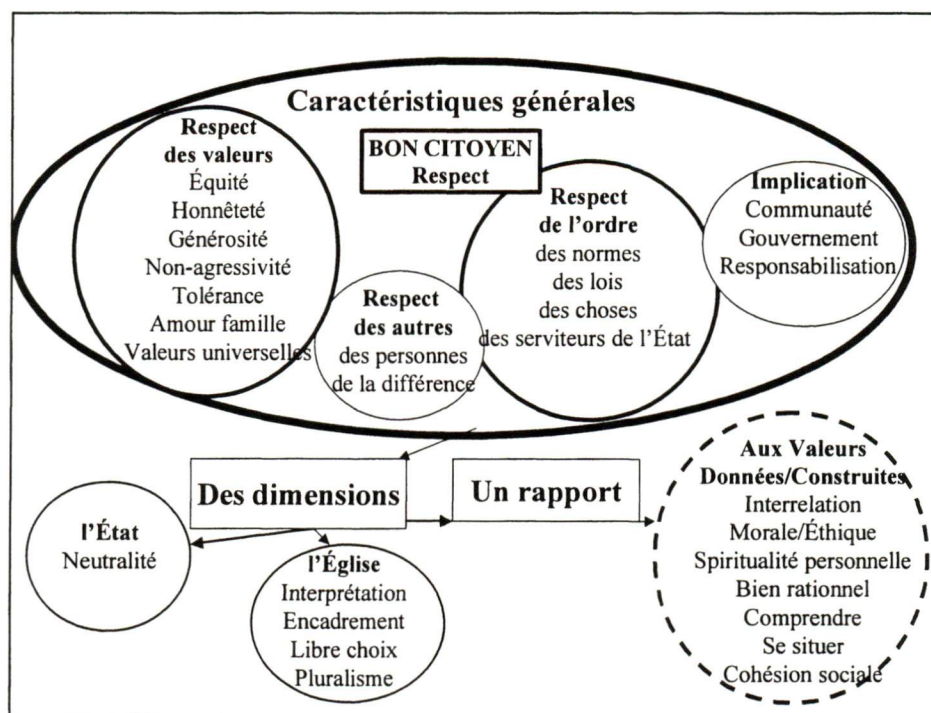 Caractéristiques générales
Respect
des valeurs
Équité
Honnêteté
Générosité
Non-agressivité
Tolérance
Amour famille
Valeurs universelles
BON CITOYEN
Respect
Respect
des autres
des personnes
de la différence
Respect
de l'ordre
des normes
des lois
des choses
des serviteurs de l'État
Implication
Communauté
Gouvernement
Responsabilisation
Des dimensions
Un rapport
l'État
Neutralité
l'Église
Interprétation
Encadrement
Libre choix
Pluralisme
Aux Valeurs
Données/Construites
Interrelation
Morale/Éthique
Spiritualité personnelle
Bien rationnel
Comprendre
Se situer
Cohésion sociale